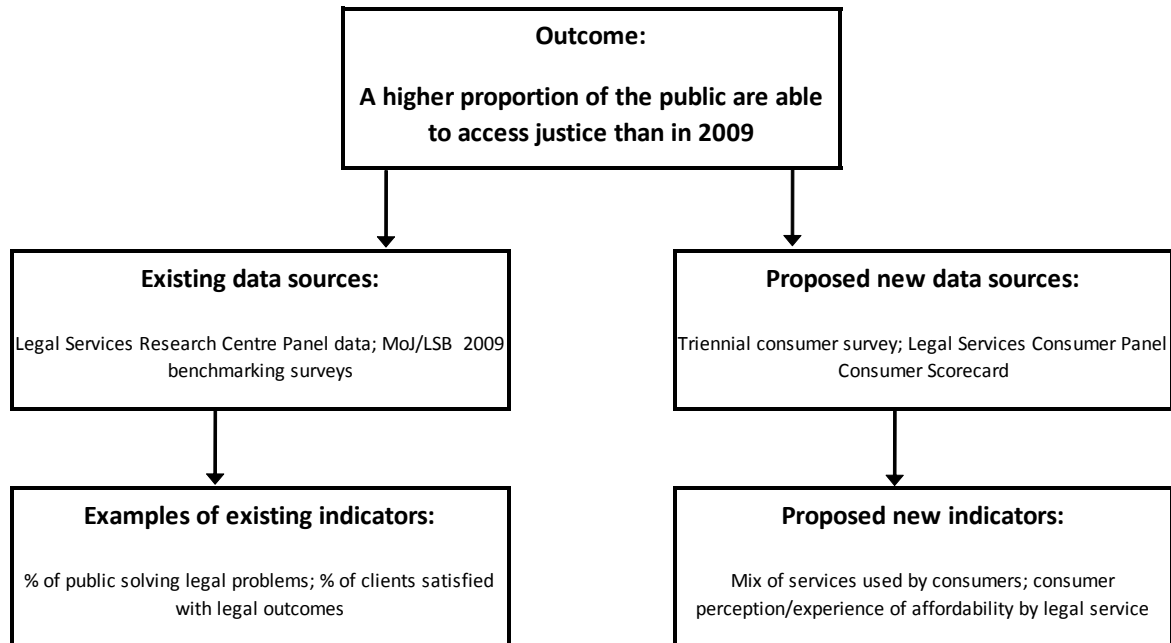 Outcome:
A higher proportion of the public are able
to access justice than in 2009
Existing data sources:
Legal Services Research Centre Panel data; MoJ/LSB 2009
benchmarking surveys
Proposed new data sources:
Triennial consumer survey; Legal Services Consumer Panel
Consumer Scorecard
Examples of existing indicators:
% of public solving legal problems; % of clients satisfied
with legal outcomes
Proposed new indicators:
Mix of services used by consumers; consumer
perception/experience of affordability by legal service